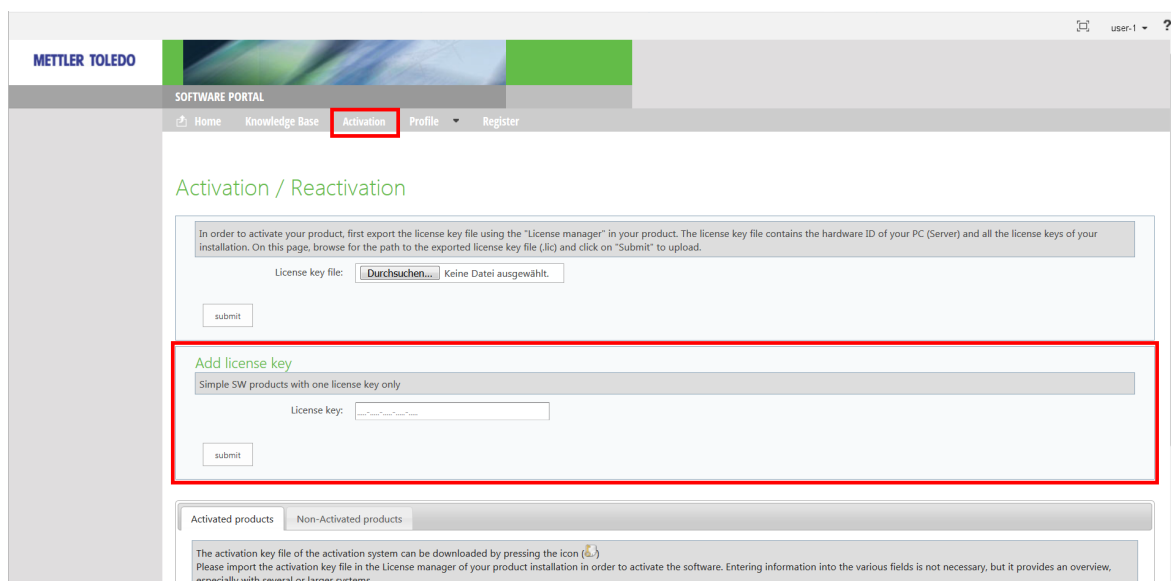 user-1 ?
METTLER TOLEDO
SOFTWARE PORTAL
Home Knowledge Base Activation Profile Register
Activation / Reactivation
In order to activate your product, first export the license key file using the "License manager" in your product. The license key file contains the hardware ID of your PC (Server) and all the license keys of your
installation. On this page, browse for the path to the exported license key file (.lic) and click on "Submit" to upload.
License key file: Durchsuchen... Keine Datei ausgewählt.
submit
Add license key
Simple SW products with one license key only
License key: ....-....-....-....-....
submit
Activated products Non-Activated products
The activation key file of the activation system can be downloaded by pressing the icon ( )
Please import the activation key file in the License manager of your product installation in order to activate the software. Entering information into the various fields is not necessary, but it provides an overview,
especially with several or larger systems.